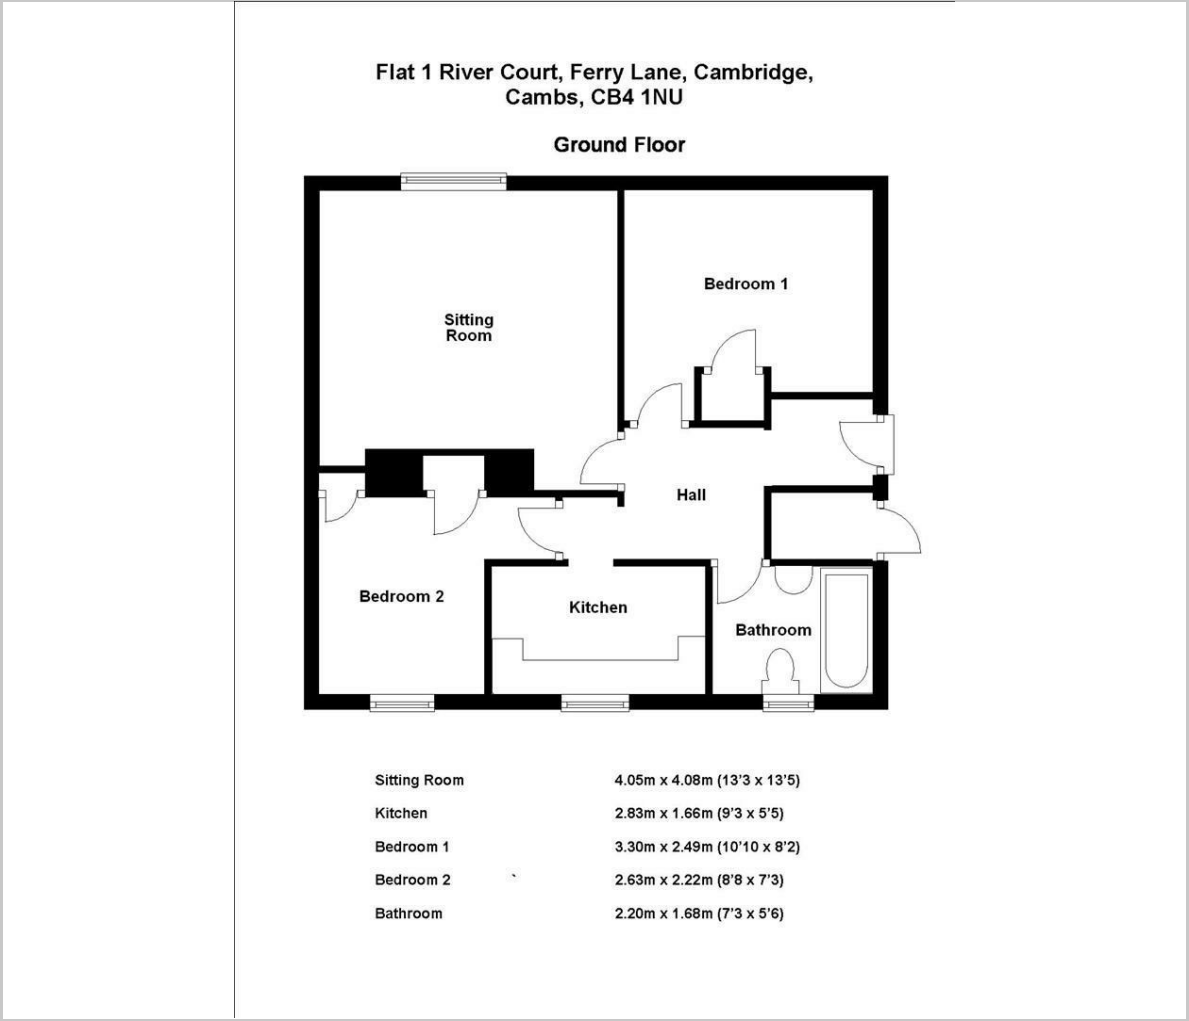 Flat 1 River Court, Ferry Lane, Cambridge,
Cambs, CB4 1NU
Ground Floor
Bedroom 1
Sitting
Room
Hall
Bedroom 2
Kitchen
Bathroom
Sitting Room 4.05m x 4.08m (13'3 x 13'5)
Kitchen 2.83m x 1.66m (9'3 x 5'5)
Bedroom 1 3.30m x 2.49m (10'10 x 8'2)
Bedroom 2 2.63m x 2.22m (8'8 x 7'3)
Bathroom 2.20m x 1.68m (7'3 x 5'6)